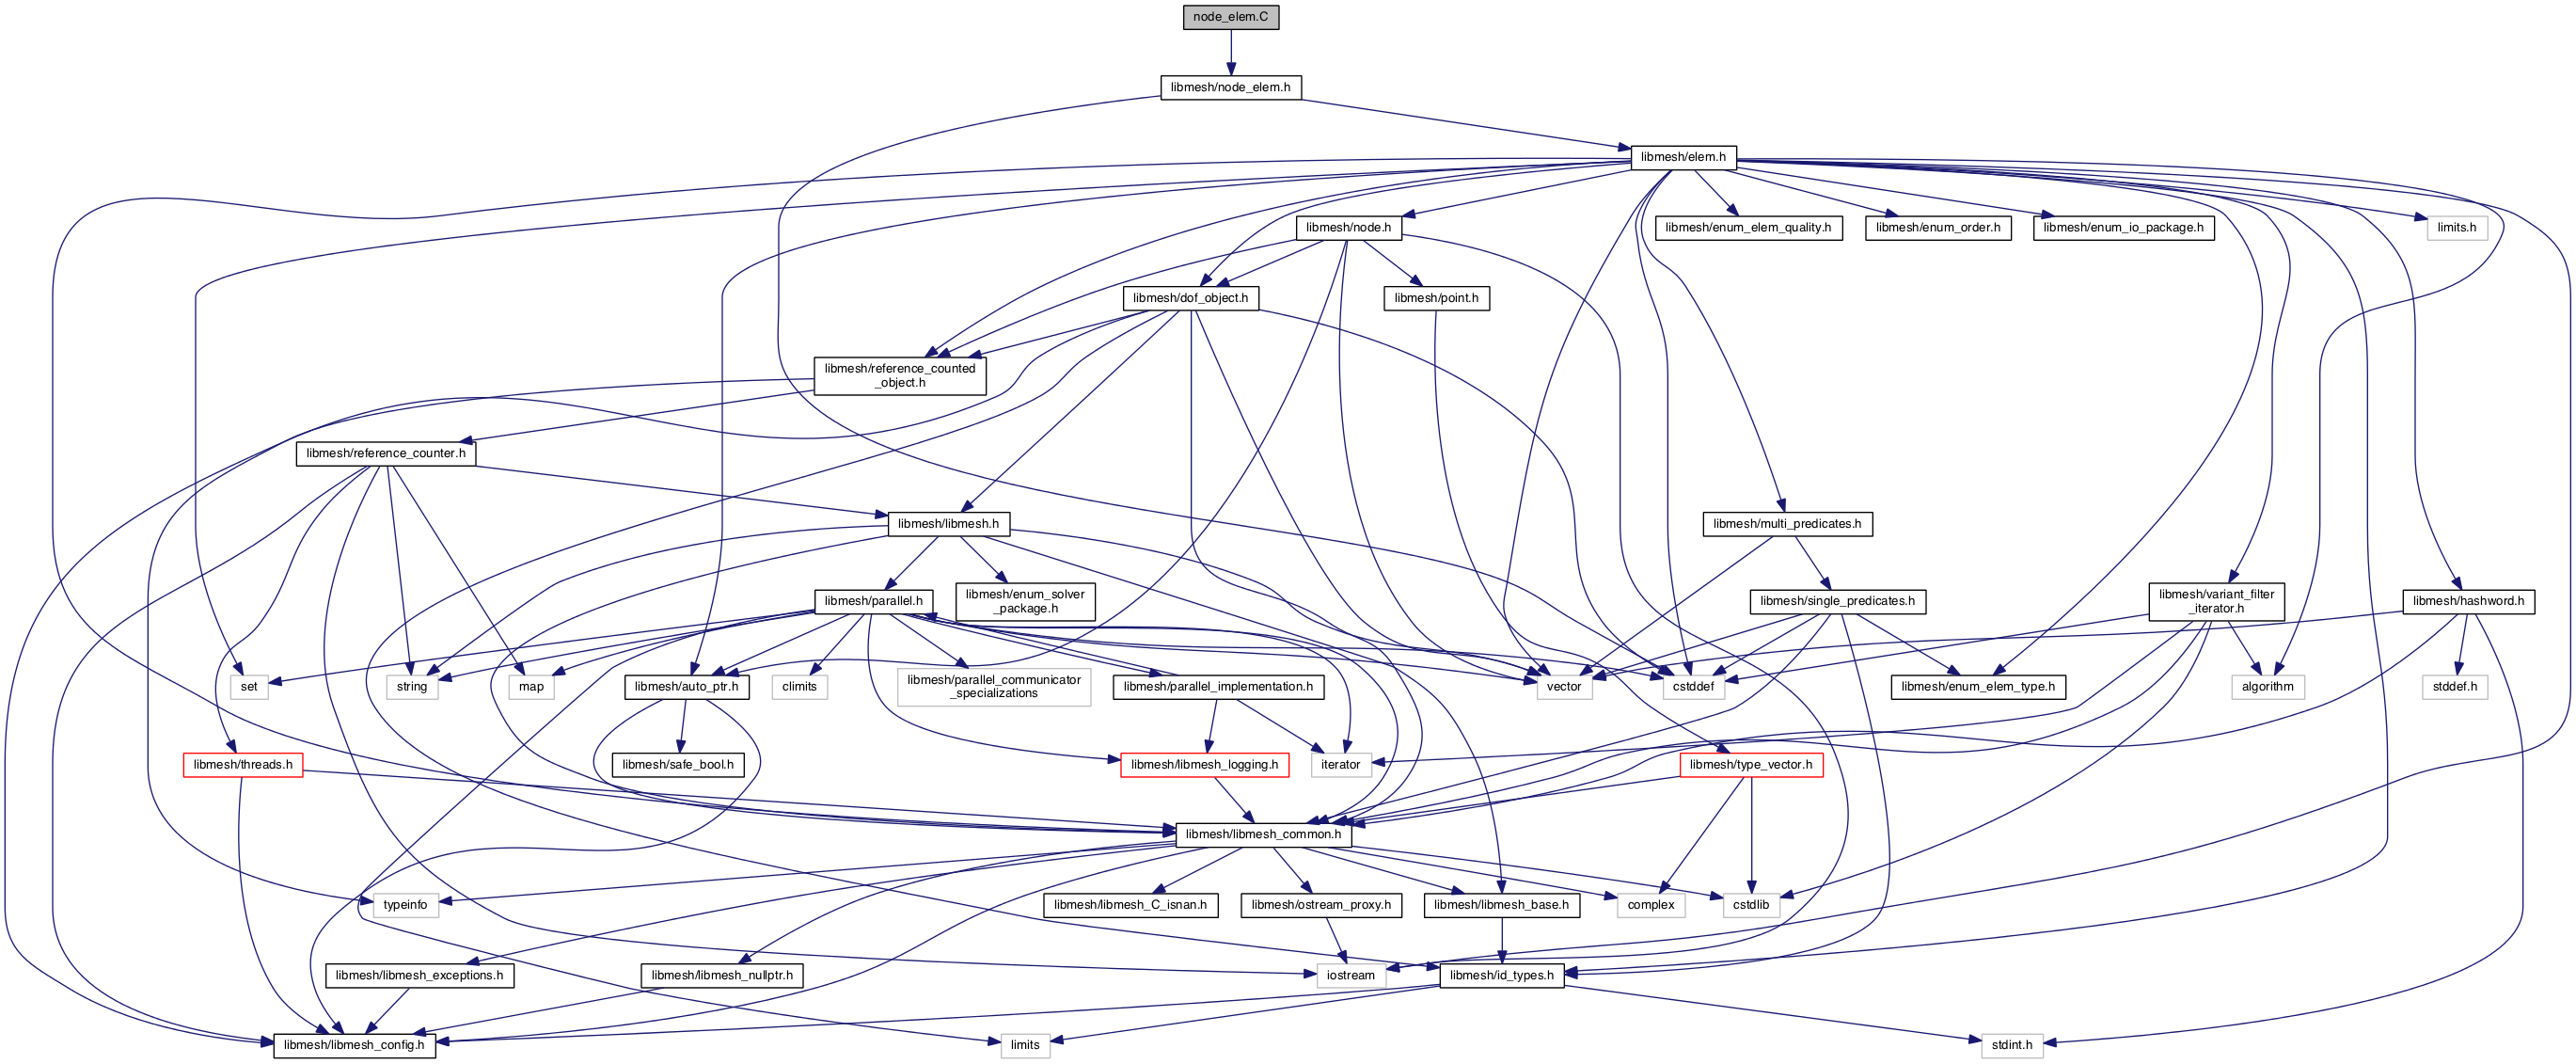 node_elem.C
libmesh/node_elem.h
libmesh/elem.h
libmesh/node.h
libmesh/enum_elem_quality.h
libmesh/enum_order.h
libmesh/enum_io_package.h
limits.h
libmesh/dof_object.h
libmesh/point.h
libmesh/reference_counted
_object.h
libmesh/reference_counter.h
libmesh/libmesh.h
libmesh/multi_predicates.h
libmesh/parallel.h
libmesh/enum_solver
_package.h
libmesh/single_predicates.h
libmesh/variant_filter
_iterator.h
libmesh/hashword.h
set
string
map
libmesh/auto_ptr.h
climits
libmesh/parallel_communicator
_specializations
libmesh/parallel_implementation.h
vector
cstddef
libmesh/enum_elem_type.h
algorithm
stddef.h
libmesh/threads.h
libmesh/safe_bool.h
libmesh/libmesh_logging.h
iterator
libmesh/type_vector.h
libmesh/libmesh_common.h
typeinfo
libmesh/libmesh_C_isnan.h
libmesh/ostream_proxy.h
libmesh/libmesh_base.h
complex
cstdlib
libmesh/libmesh_exceptions.h
libmesh/libmesh_nullptr.h
iostream
libmesh/id_types.h
libmesh/libmesh_config.h
limits
stdint.h